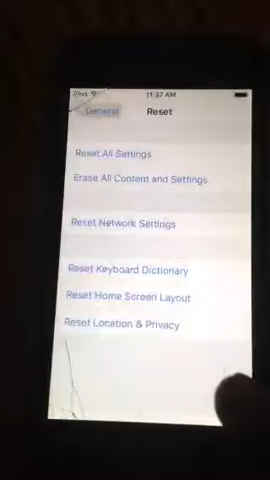 iPod 11:37 AM
General Reset
Reset All Settings
Erase All Content and Settings
Reset Network Settings
Reset Keyboard Dictionary
Reset Home Screen Layout
Reset Location & Privacy